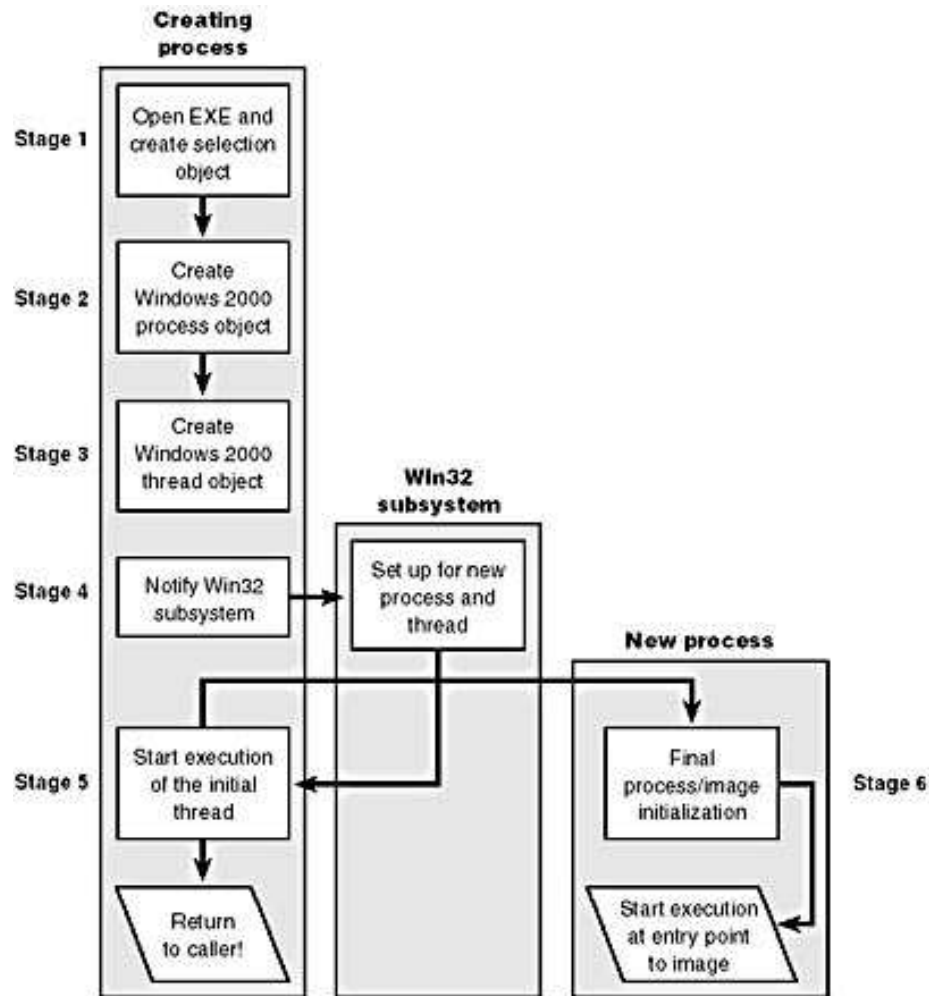 Creating
process
Stage 1
Open EXE and
create selection
object
Stage 2
Create
Windows 2000
process object
Stage 3
Create
Windows 2000
thread object
Win32
subsystem
Stage 4
Notify Win32
subsystem
Set up for new
process and
thread
New process
Stage 5
Start execution
of the initial
thread
Final
process/image
initialization
Stage 6
Return
to caller!
Start execution
at entry point
to image